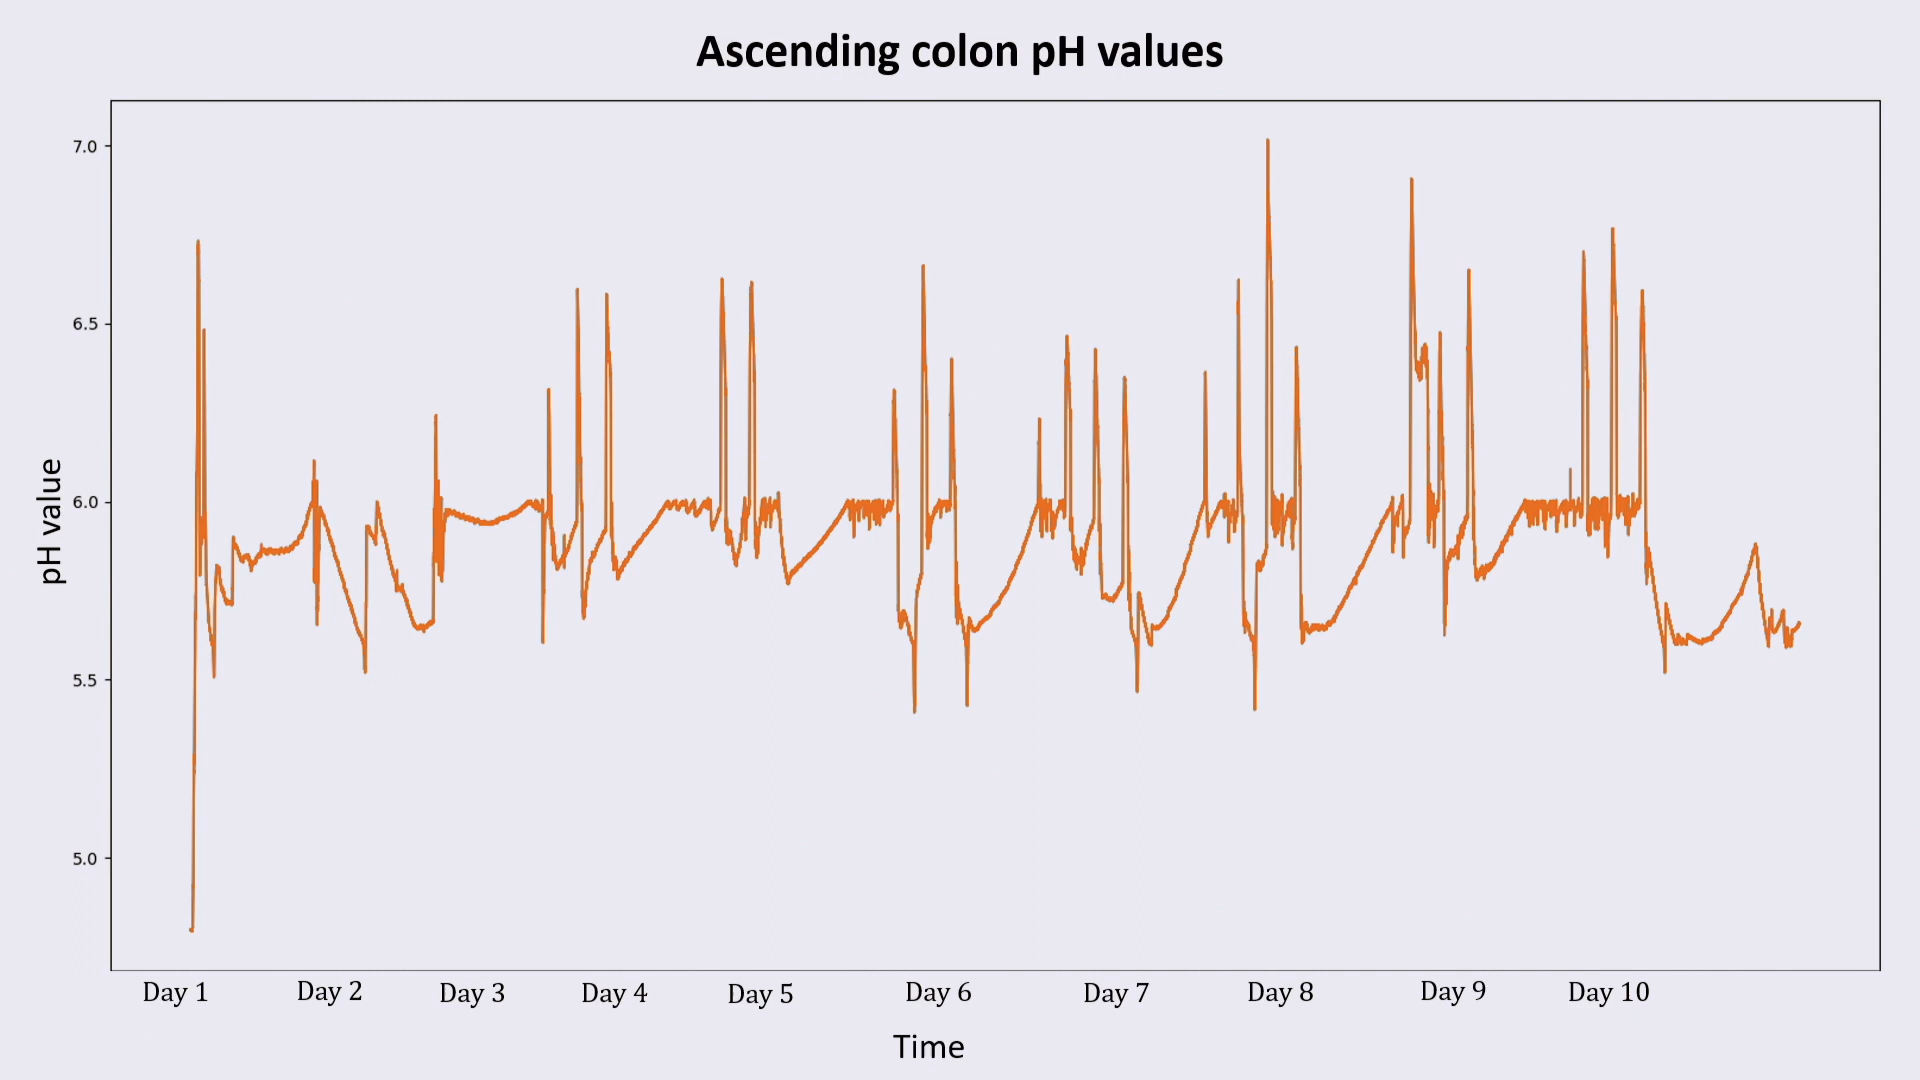 Ascending colon pH values
pH value
7.0
6.5
6.0
5.5
5.0
Day 1 Day 2 Day 3 Day 4 Day 5 Day 6 Day 7 Day 8 Day 9 Day 10
Time